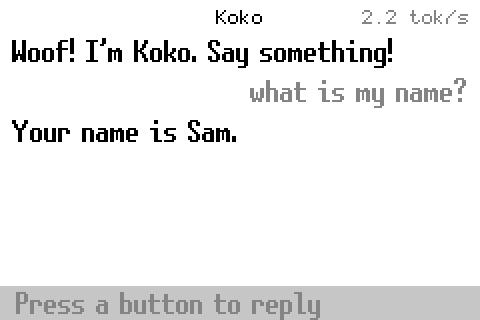 Koko 2.2 tok/s
Woof! I'm Koko. Say something!
what is my name?
Your name is Sam.
Press a button to reply